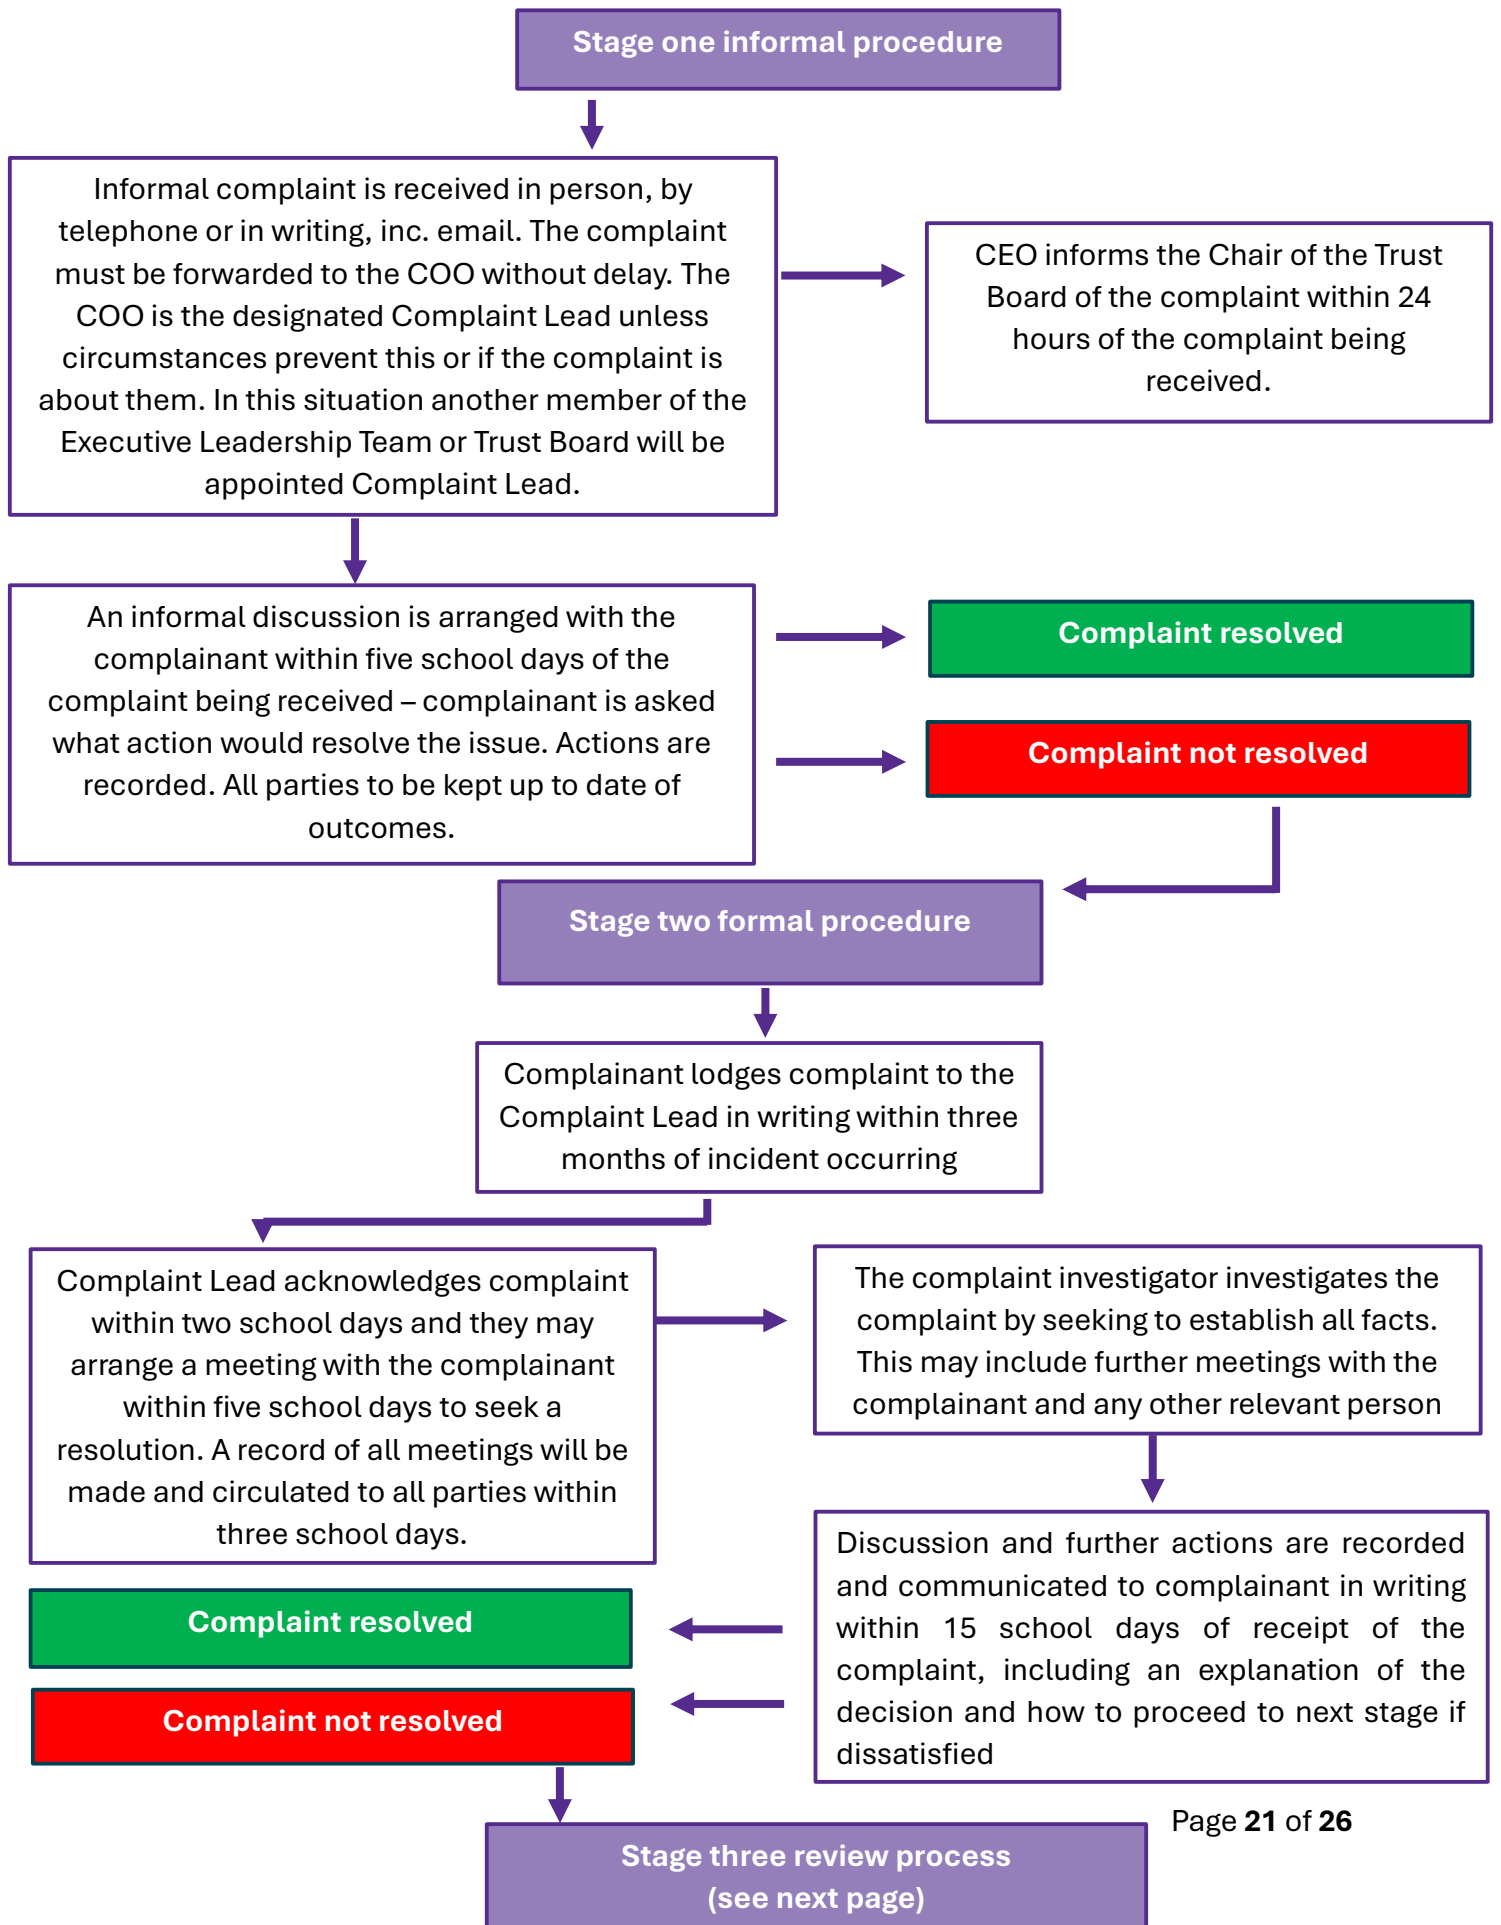 Stage one informal procedure
Informal complaint is received in person, by
telephone or in writing, inc. email. The complaint
must be forwarded to the COO without delay. The
COO is the designated Complaint Lead unless
circumstances prevent this or if the complaint is
about them. In this situation another member of the
Executive Leadership Team or Trust Board will be
appointed Complaint Lead.
CEO informs the Chair of the Trust
Board of the complaint within 24
hours of the complaint being
received.
An informal discussion is arranged with the
complainant within five school days of the
complaint being received – complainant is asked
what action would resolve the issue. Actions are
recorded. All parties to be kept up to date of
outcomes.
Complaint resolved
Complaint not resolved
Stage two formal procedure
Complainant lodges complaint to the
Complaint Lead in writing within three
months of incident occurring
Complaint Lead acknowledges complaint
within two school days and they may
arrange a meeting with the complainant
within five school days to seek a
resolution. A record of all meetings will be
made and circulated to all parties within
three school days.
The complaint investigator investigates the
complaint by seeking to establish all facts.
This may include further meetings with the
complainant and any other relevant person
Discussion and further actions are recorded
and communicated to complainant in writing
within 15 school days of receipt of the
complaint, including an explanation of the
decision and how to proceed to next stage if
dissatisfied
Complaint resolved
Complaint not resolved
Page 21 of 26
Stage three review process
(see next page)